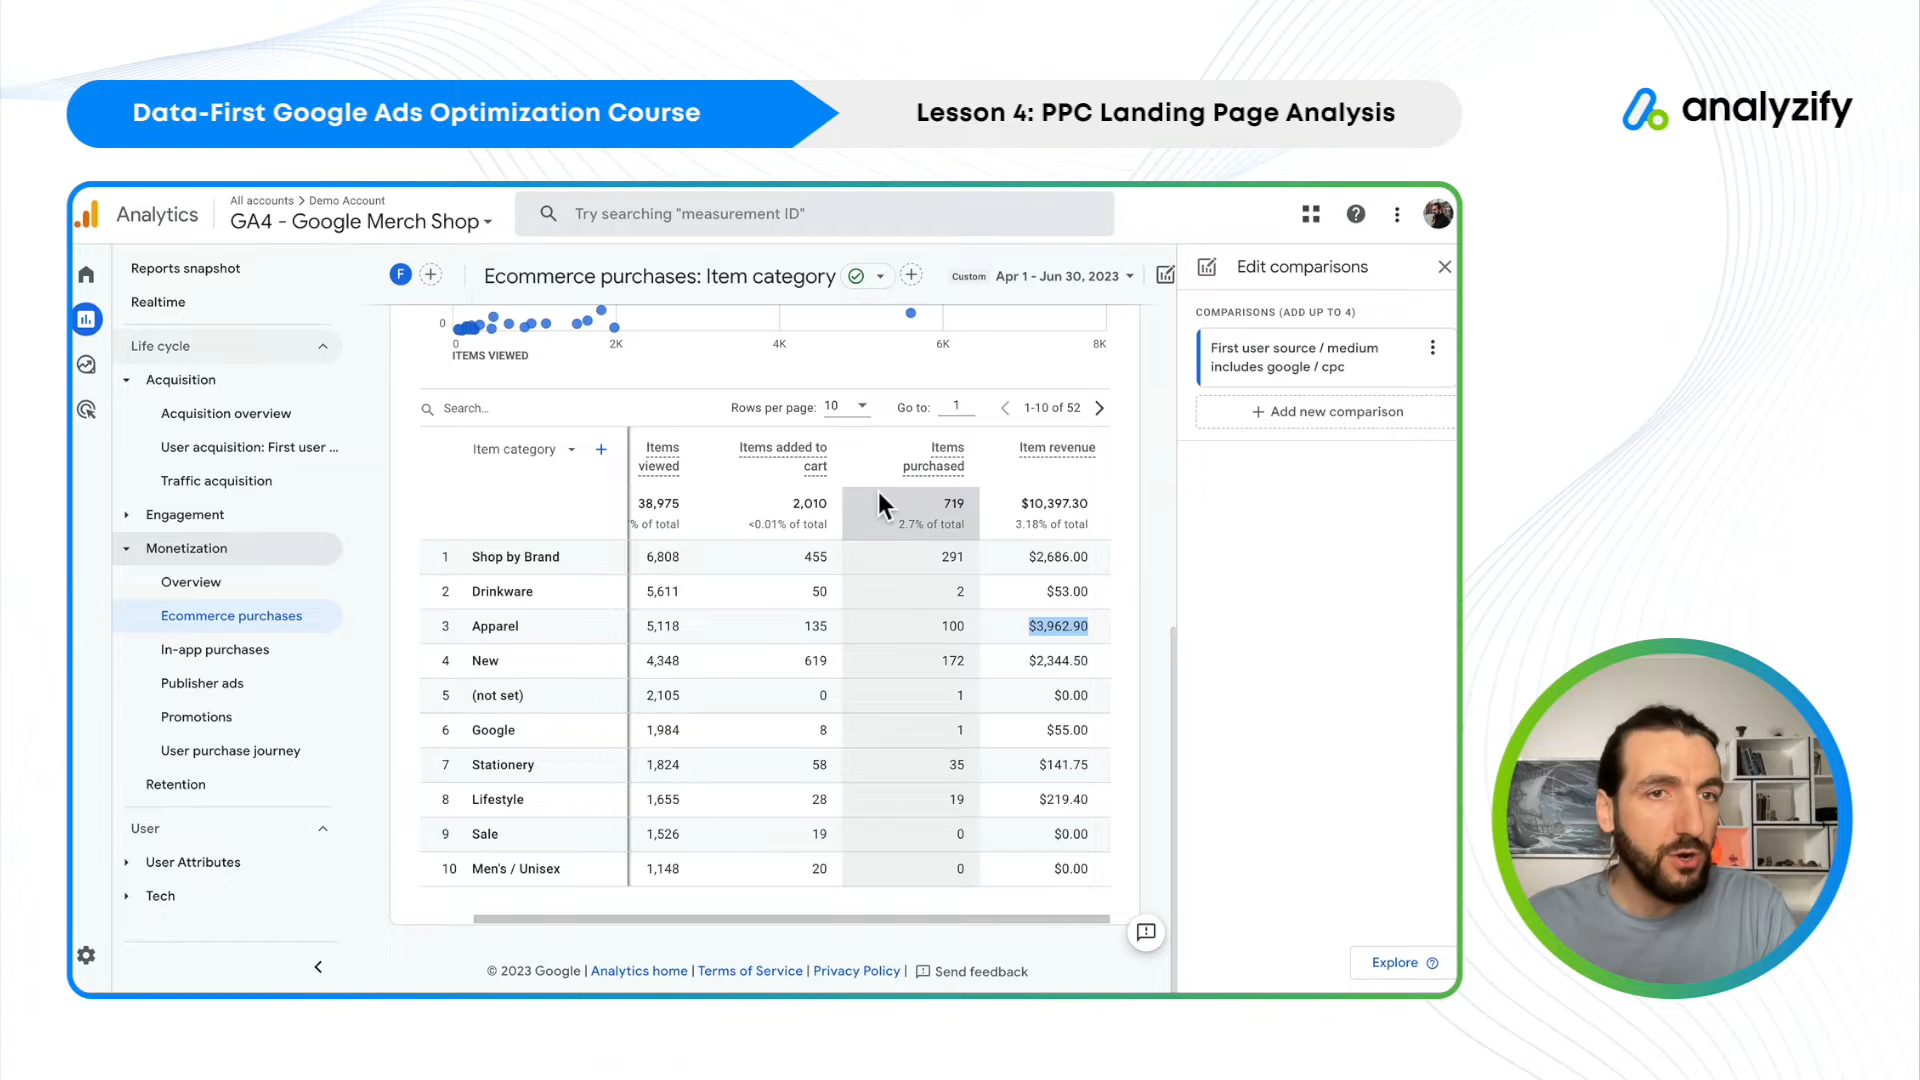 Data-First Google Ads Optimization Course
Lesson 4: PPC Landing Page Analysis
analyzify
Analytics
All accounts > Demo Account
GA4 - Google Merch Shop
Try searching "measurement ID"
Reports snapshot
Realtime
Life cycle
Acquisition
Acquisition overview
User acquisition: First user ...
Traffic acquisition
Engagement
Monetization
Overview
Ecommerce purchases
In-app purchases
Publisher ads
Promotions
User purchase journey
Retention
User
User Attributes
Tech
F
Ecommerce purchases: Item category
Custom Apr 1 - Jun 30, 2023
0
0 2K 4K 6K 8K
ITEMS VIEWED
Search...
Rows per page: 10 Go to: 1 1-10 of 52
Item category + Items viewed Items added to cart Items purchased Item revenue
38,975 2,010 719 $10,397.30
% of total <0.01% of total 2.7% of total 3.18% of total
1 Shop by Brand 6,808 455 291 $2,686.00
2 Drinkware 5,611 50 2 $53.00
3 Apparel 5,118 135 100 $3,962.90
4 New 4,348 619 172 $2,344.50
5 (not set) 2,105 0 1 $0.00
6 Google 1,984 8 1 $55.00
7 Stationery 1,824 58 35 $141.75
8 Lifestyle 1,655 28 19 $219.40
9 Sale 1,526 19 0 $0.00
10 Men's / Unisex 1,148 20 0 $0.00
© 2023 Google | Analytics home | Terms of Service | Privacy Policy | Send feedback
Edit comparisons
COMPARISONS (ADD UP TO 4)
First user source / medium
includes google / cpc
+ Add new comparison
Explore